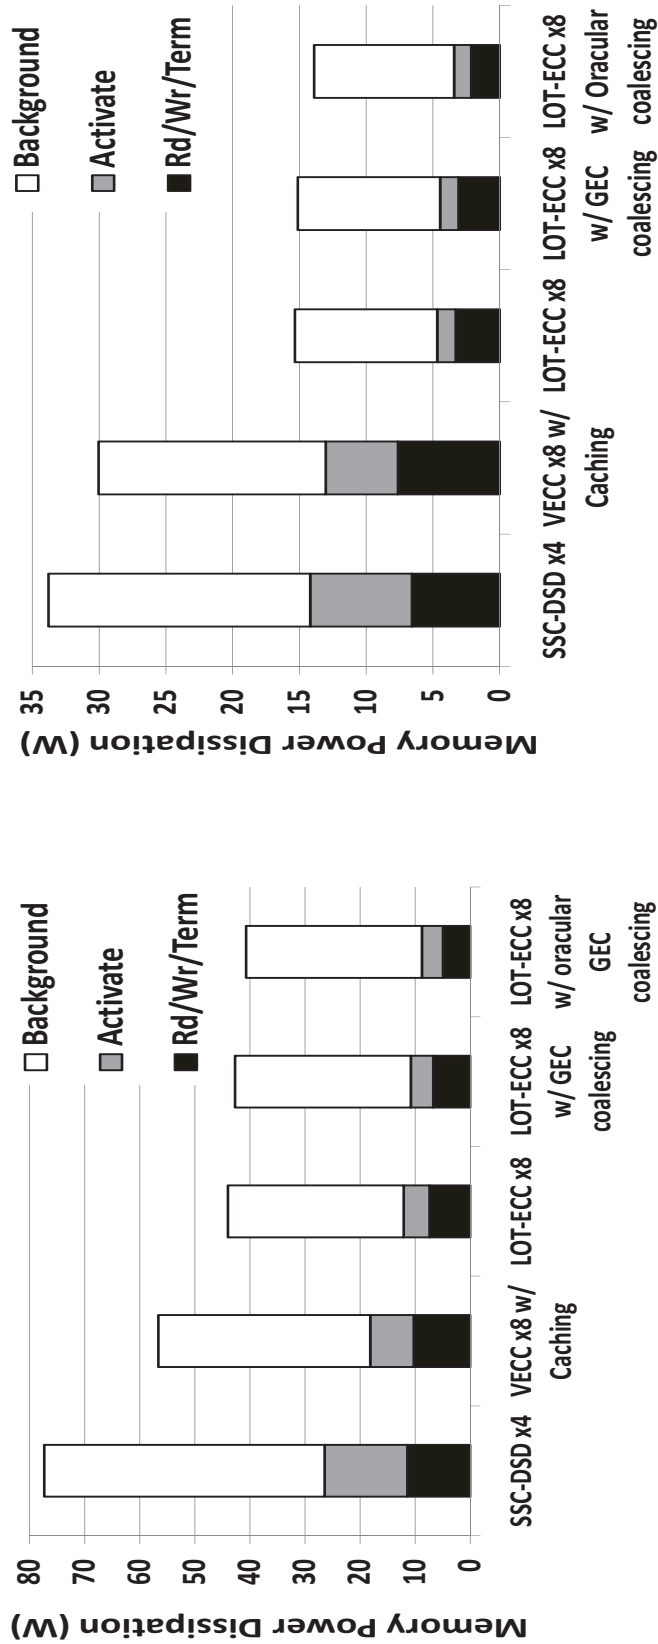 Memory Power Dissipation (W)
80
70
60
50
40
30
20
10
0
Background
Activate
Rd/Wr/Term
SSC-DSD x4
VECC x8 w/
Caching
LOT-ECC x8
LOT-ECC x8
w/ GEC
coalescing
LOT-ECC x8
w/ oracular
GEC
coalescing
Memory Power Dissipation (W)
35
30
25
20
15
10
5
0
Background
Activate
Rd/Wr/Term
SSC-DSD x4
VECC x8 w/
Caching
LOT-ECC x8
LOT-ECC x8
w/ GEC
coalescing
LOT-ECC x8
w/ Oracular
coalescing